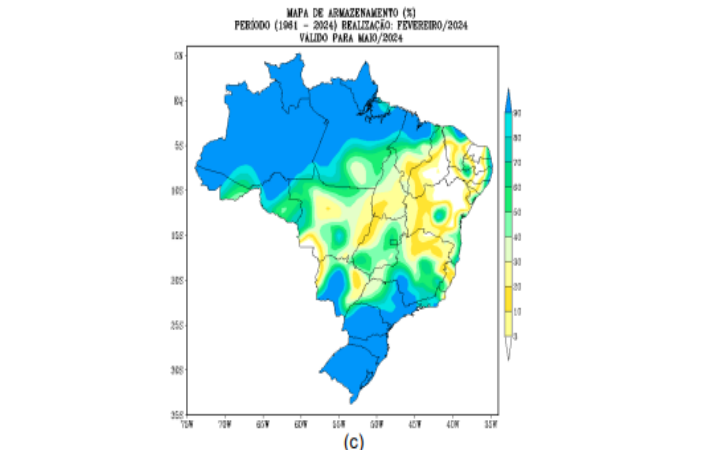 MAPA DE ARMAZENAMENTO (%)
PERÍODO (1961 - 2024) REALIZAÇÃO: FEVEREIRO/2024
VÁLIDO PARA MAIO/2024
5N
EQ
5S
10S
15S
20S
25S
30S
35S
75W 70W 65W 60W 55W 50W 45W 40W 35W
90
80
70
60
50
40
30
20
10
0
(c)